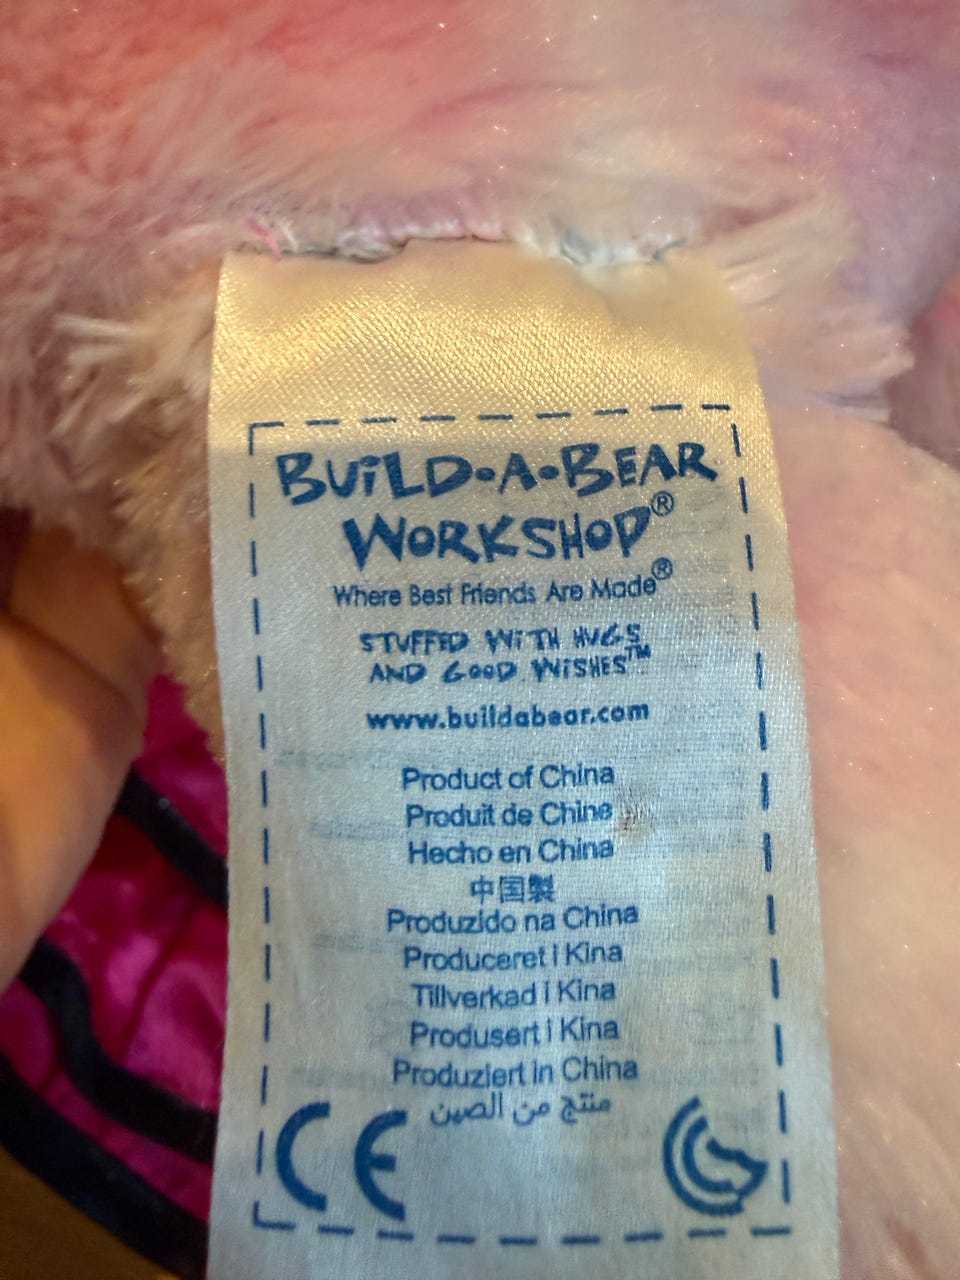 BUiLD•A•BEAR
WORKSHOP®
Where Best Friends Are Made®
STUFFED WiTH HUGS
AND GOOD WiSHES™
www.buildabear.com
Product of China
Produit de Chine
Hecho en China
中国製
Produzido na China
Produceret i Kina
Tillverkad i Kina
Produsert i Kina
Produziert in China
منتج من الصين
CE